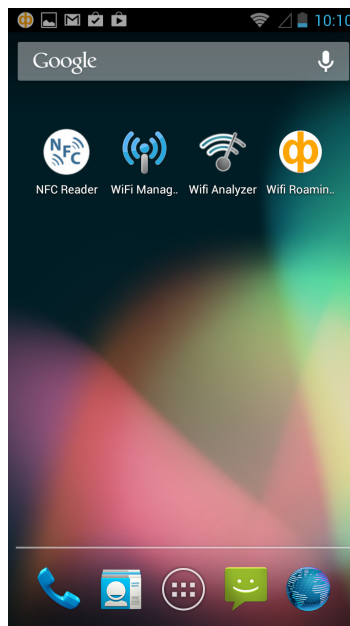 10:10
Google
NFC
NFC Reader
WiFi Manag..
Wifi Analyzer
Wifi Roamin..